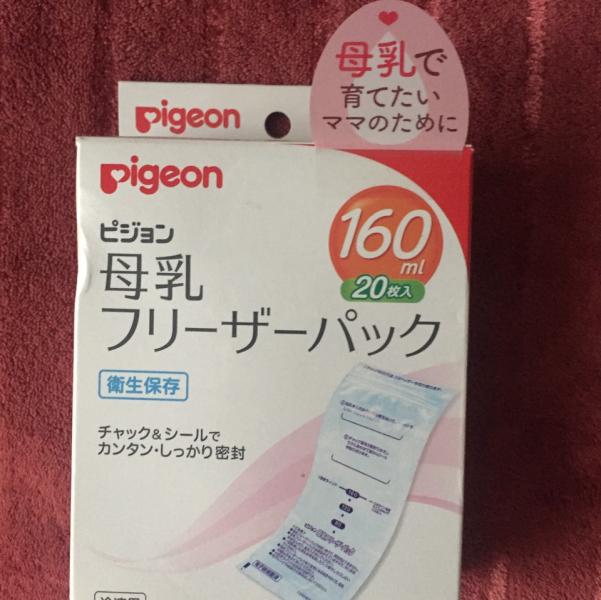 母乳で
育てたい
ママのために
pigeon
pigeon
160
ml
20枚入
ピジョン
母乳
フリーザーパック
衛生保存
チャック&シールで
カンタン・しっかり密封